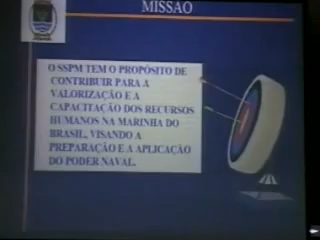 MISSÃO
O SSPM TEM O PROPÓSITO DE
CONTRIBUIR PARA A
VALORIZAÇÃO E A
CAPACITAÇÃO DOS RECURSOS
HUMANOS NA MARINHA DO
BRASIL, VISANDO A
PREPARAÇÃO E A APLICAÇÃO
DO PODER NAVAL.